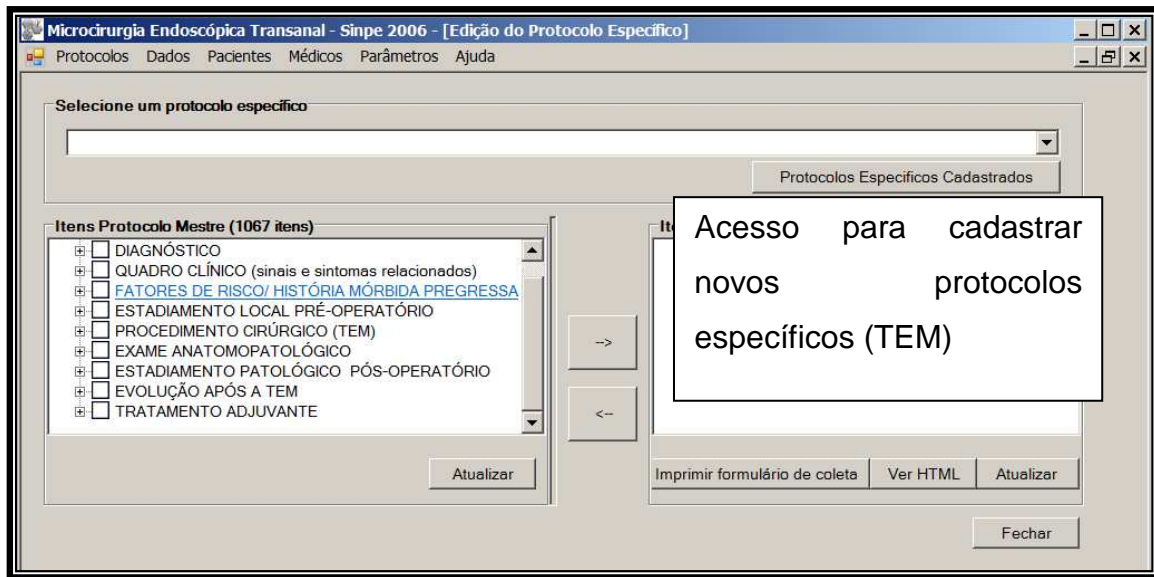 Microcirurgia Endoscópica Transanal - Sinpe 2006 - [Edição do Protocolo Específico]
Protocolos Dados Pacientes Médicos Parâmetros Ajuda
Selecione um protocolo específico
Protocolos Especificos Cadastrados
Itens Protocolo Mestre (1067 itens)
DIAGNÓSTICO
QUADRO CLÍNICO (sinais e sintomas relacionados)
FATORES DE RISCO/ HISTÓRIA MÓRBIDA PREGRESSA
ESTADIAMENTO LOCAL PRÉ-OPERATÓRIO
PROCEDIMENTO CIRÚRGICO (TEM)
EXAME ANATOMOPATOLÓGICO
ESTADIAMENTO PATOLÓGICO PÓS-OPERATÓRIO
EVOLUÇÃO APÓS A TEM
TRATAMENTO ADJUVANTE
Atualizar
-->
<--
Acesso para cadastrar
novos protocolos
específicos (TEM)
Imprimir formulário de coleta Ver HTML Atualizar
Fechar